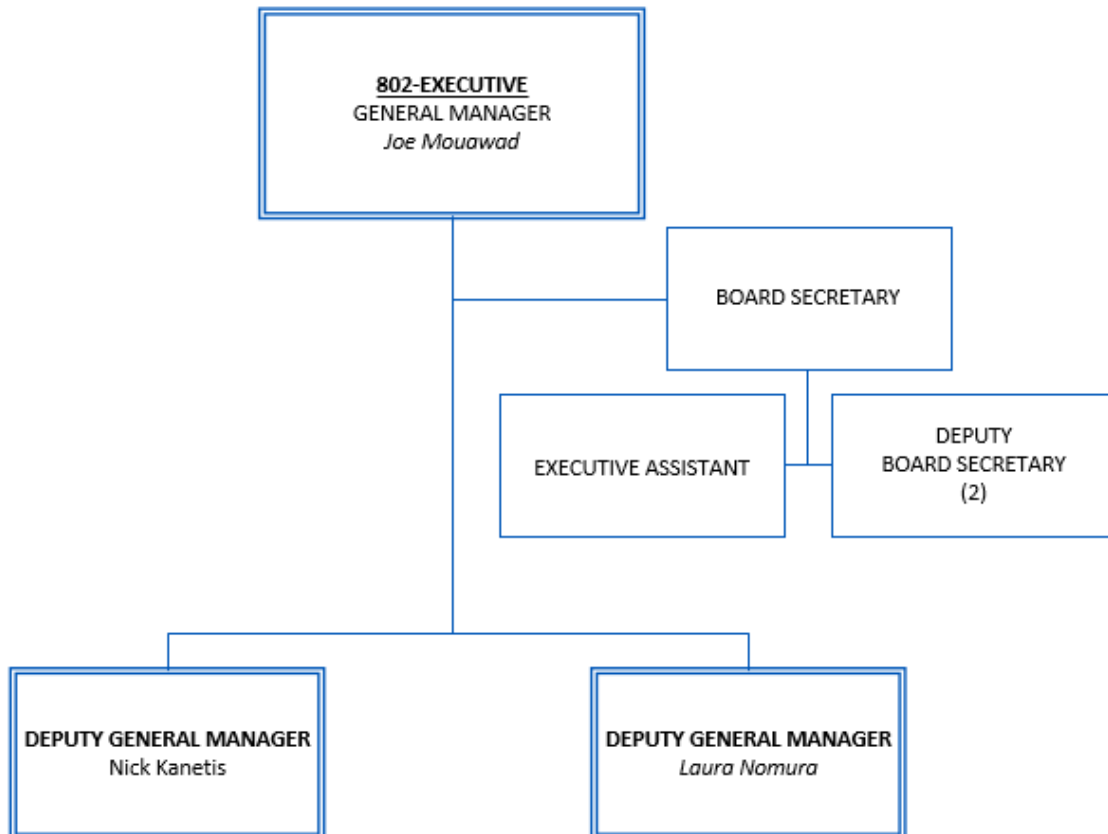 802-EXECUTIVE
GENERAL MANAGER
Joe Mouawad
BOARD SECRETARY
EXECUTIVE ASSISTANT
DEPUTY
BOARD SECRETARY
(2)
DEPUTY GENERAL MANAGER
Nick Kanetis
DEPUTY GENERAL MANAGER
Laura Nomura